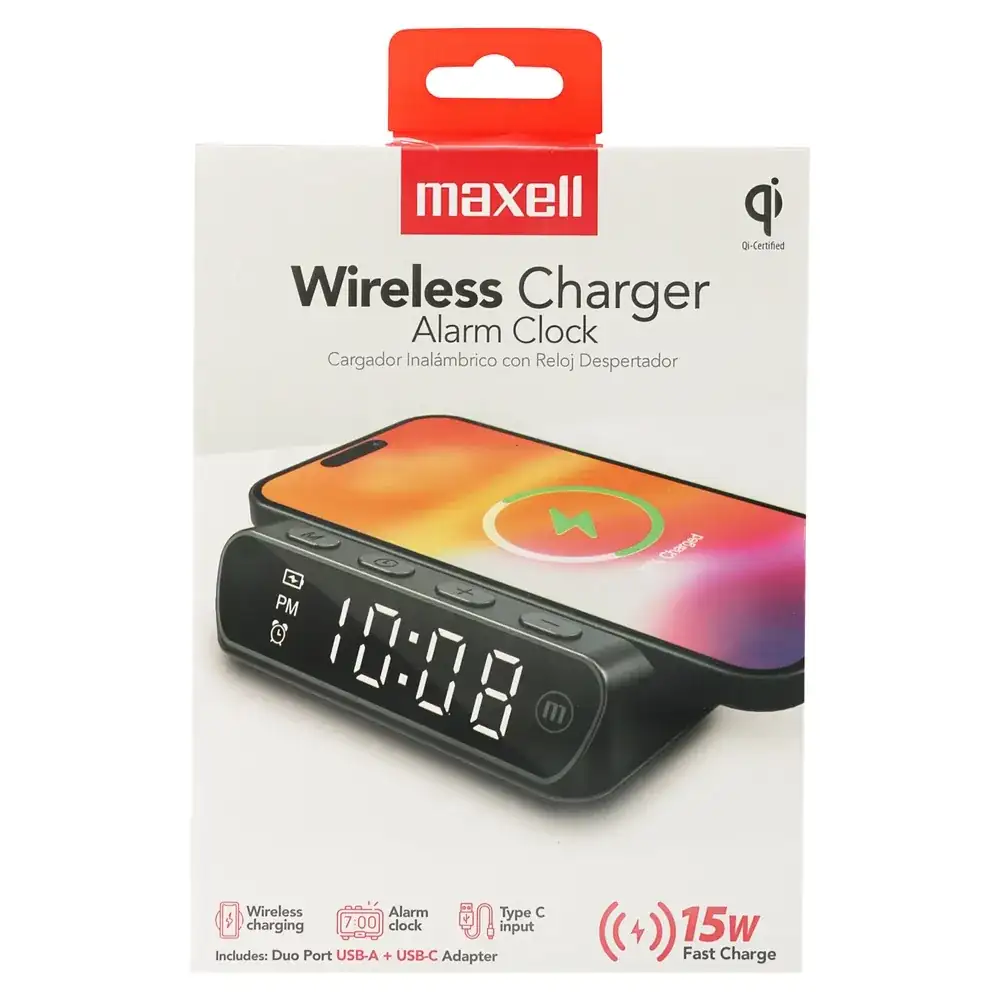 maxell
qi
Qi-Certified
Wireless Charger
Alarm Clock
Cargador Inalámbrico con Reloj Despertador
Charged
M
PM
10:08
m
Wireless charging
7:00
Alarm clock
Type C input
15W
Fast Charge
Includes: Duo Port USB-A + USB-C Adapter